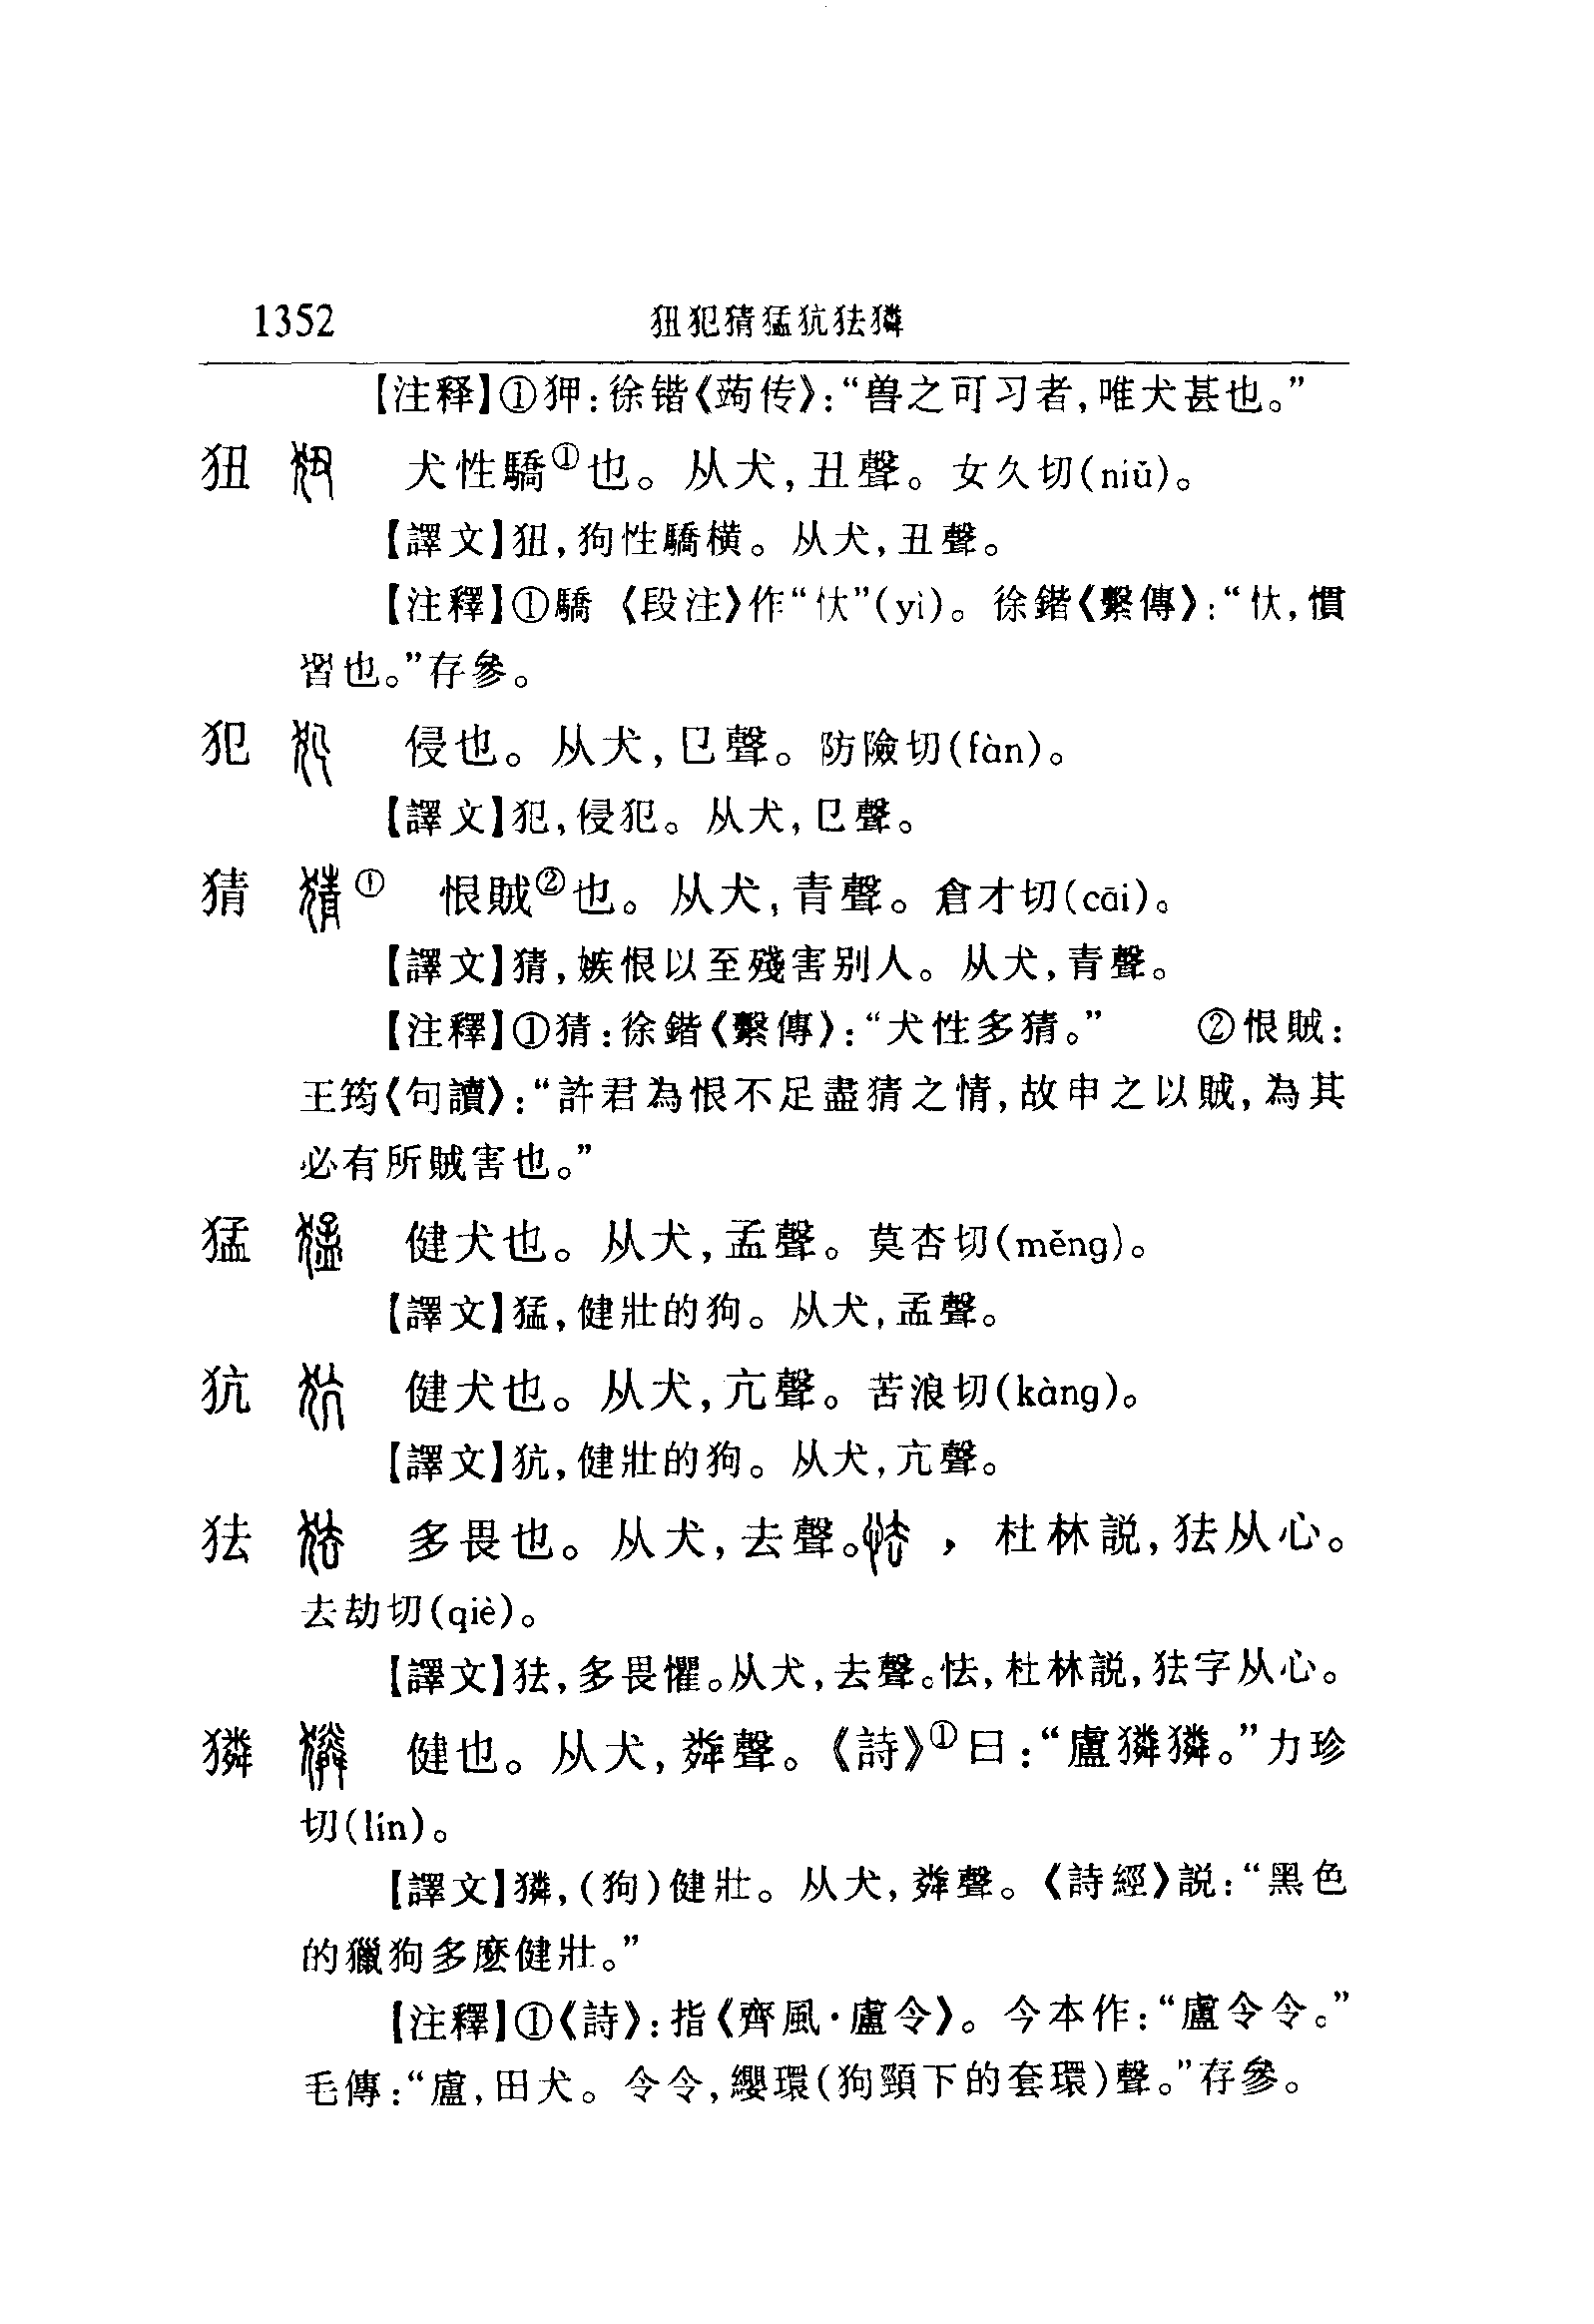 1352 狃犯猜猛犺狜獜
【注释】①狎:徐锴《蒟传》:“兽之可习者,唯犬甚也。”
狃 犬性驕①也。从犬,丑聲。女久切(niǔ)。
【譯文】狃,狗性驕橫。从犬,丑聲。
【注釋】①驕 《段注》作“忕”(yì)。徐鍇《繫傳》:“忕,慣
習也。”存參。
犯 侵也。从犬,㔾聲。防險切(fàn)。
【譯文】犯,侵犯。从犬,㔾聲。
猜 ① 恨賊②也。从犬,青聲。倉才切(cāi)。
【譯文】猜,嫉恨以至殘害别人。从犬,青聲。
【注釋】①猜:徐鍇《繫傳》:“犬性多猜。” ②恨賊:
王筠《句讀》:“許君為恨不足盡猜之情,故申之以賊,為其
必有所賊害也。”
猛 健犬也。从犬,孟聲。莫杏切(měng)。
【譯文】猛,健壯的狗。从犬,孟聲。
犺 健犬也。从犬,亢聲。苦浪切(kàng)。
【譯文】犺,健壯的狗。从犬,亢聲。
㹤 多畏也。从犬,去聲。 ,杜林説,㹤从心。
去劫切(qiè)。
【譯文】㹤,多畏懼。从犬,去聲。怯,杜林説,㹤字从心。
獜 健也。从犬,粦聲。《詩》①曰:“盧獜獜。”力珍
切(lín)。
【譯文】獜,(狗)健壯。从犬,粦聲。《詩經》説:“黑色
的獵狗多麽健壯。”
【注釋】①《詩》:指《齊風·盧令》。今本作:“盧令令。”
毛傳:“盧,田犬。令令,纓環(狗頸下的套環)聲。”存參。